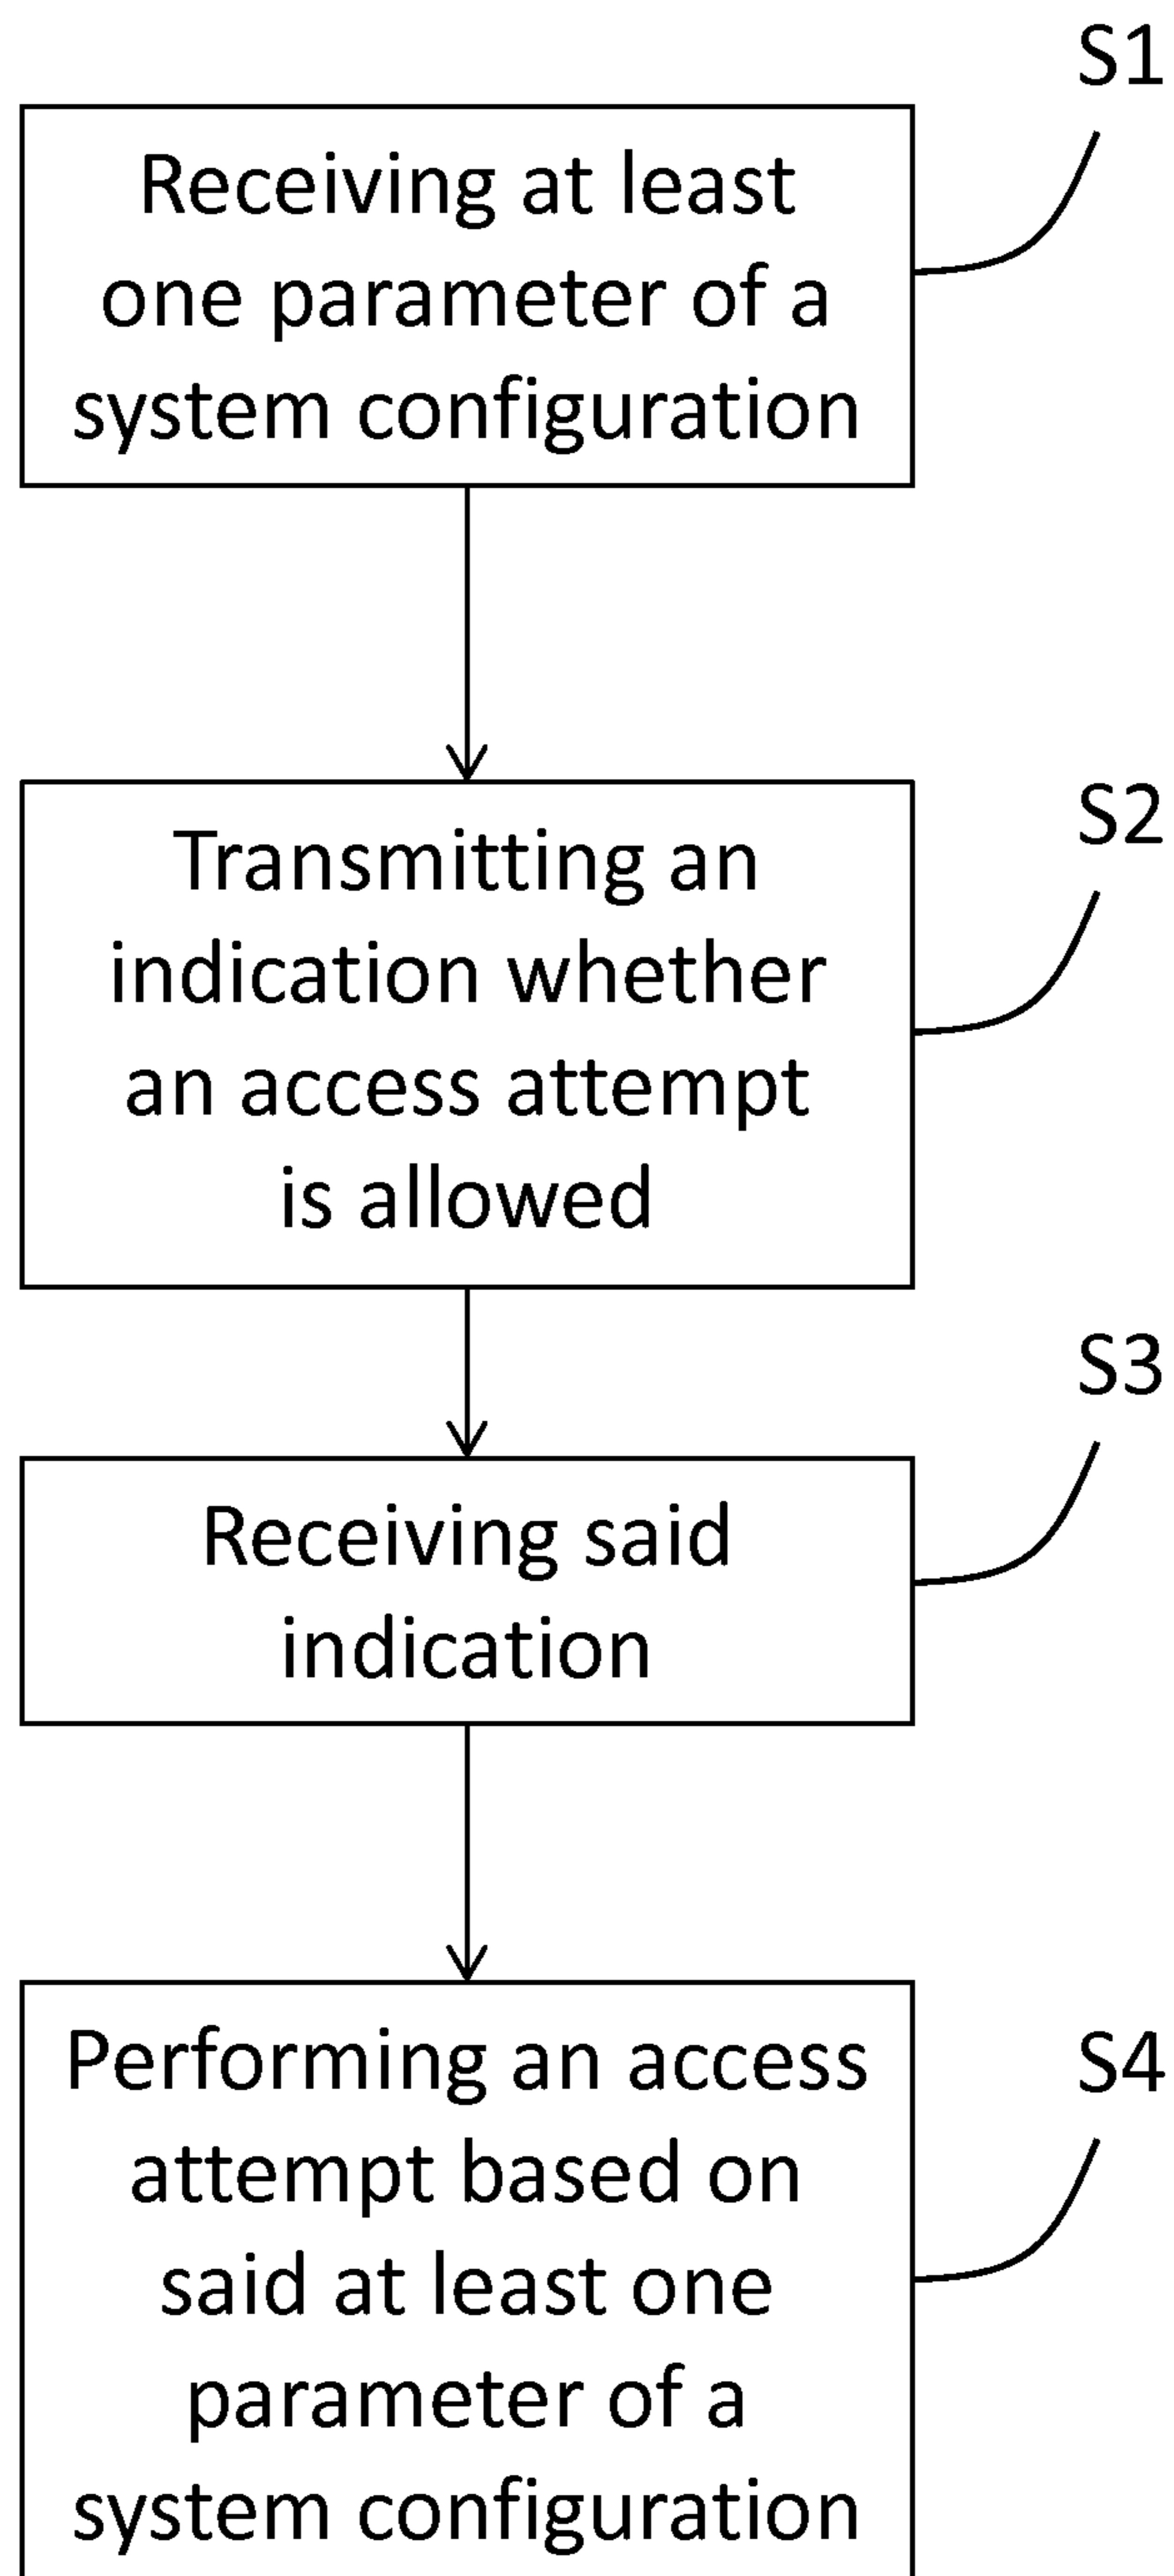 S1
Receiving at least
one parameter of a
system configuration
S2
Transmitting an
indication whether
an access attempt
is allowed
S3
Receiving said
indication
S4
Performing an access
attempt based on
said at least one
parameter of a
system configuration